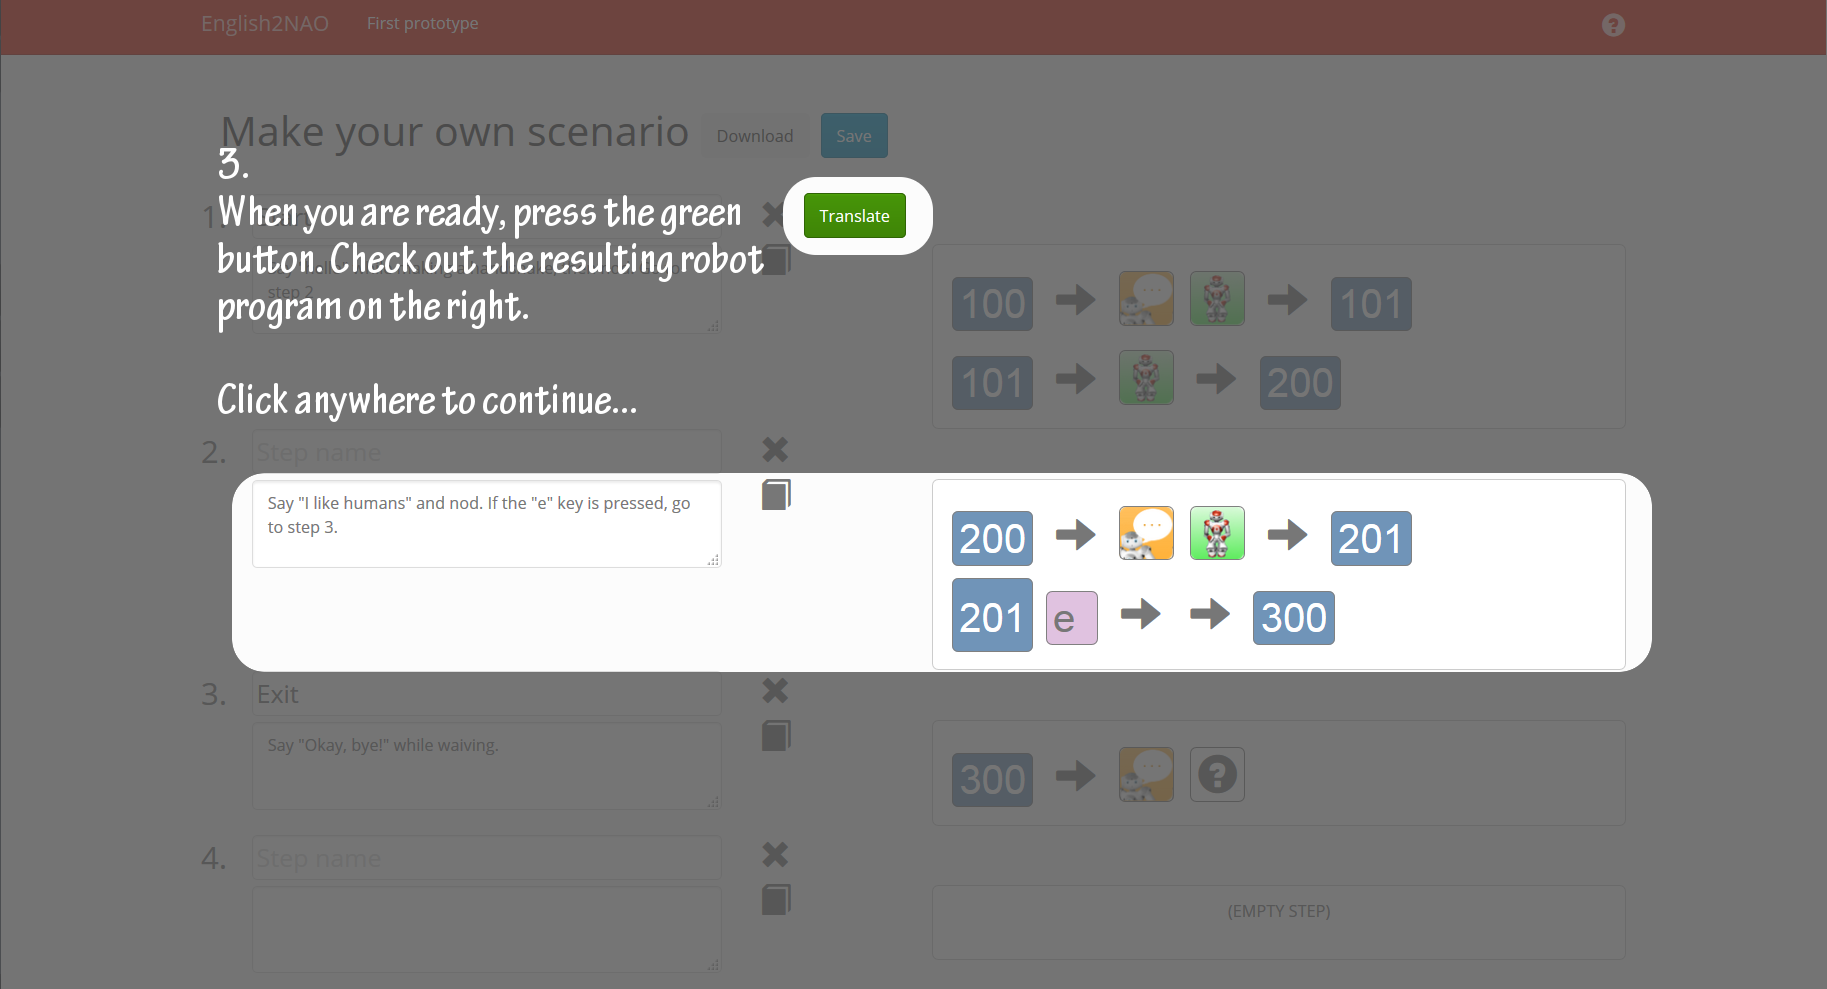 English2NAO First prototype
Make your own scenario Download Save
3.
1.
When you are ready, press the green
Translate
button. Check out the resulting robot
step 2
program on the right.
100 101
101 200
Click anywhere to continue...
2. Step name
Say "I like humans" and nod. If the "e" key is pressed, go
to step 3.
200 201
201 e 300
3. Exit
Say "Okay, bye!" while waiving.
300 ?
4. Step name
(EMPTY STEP)